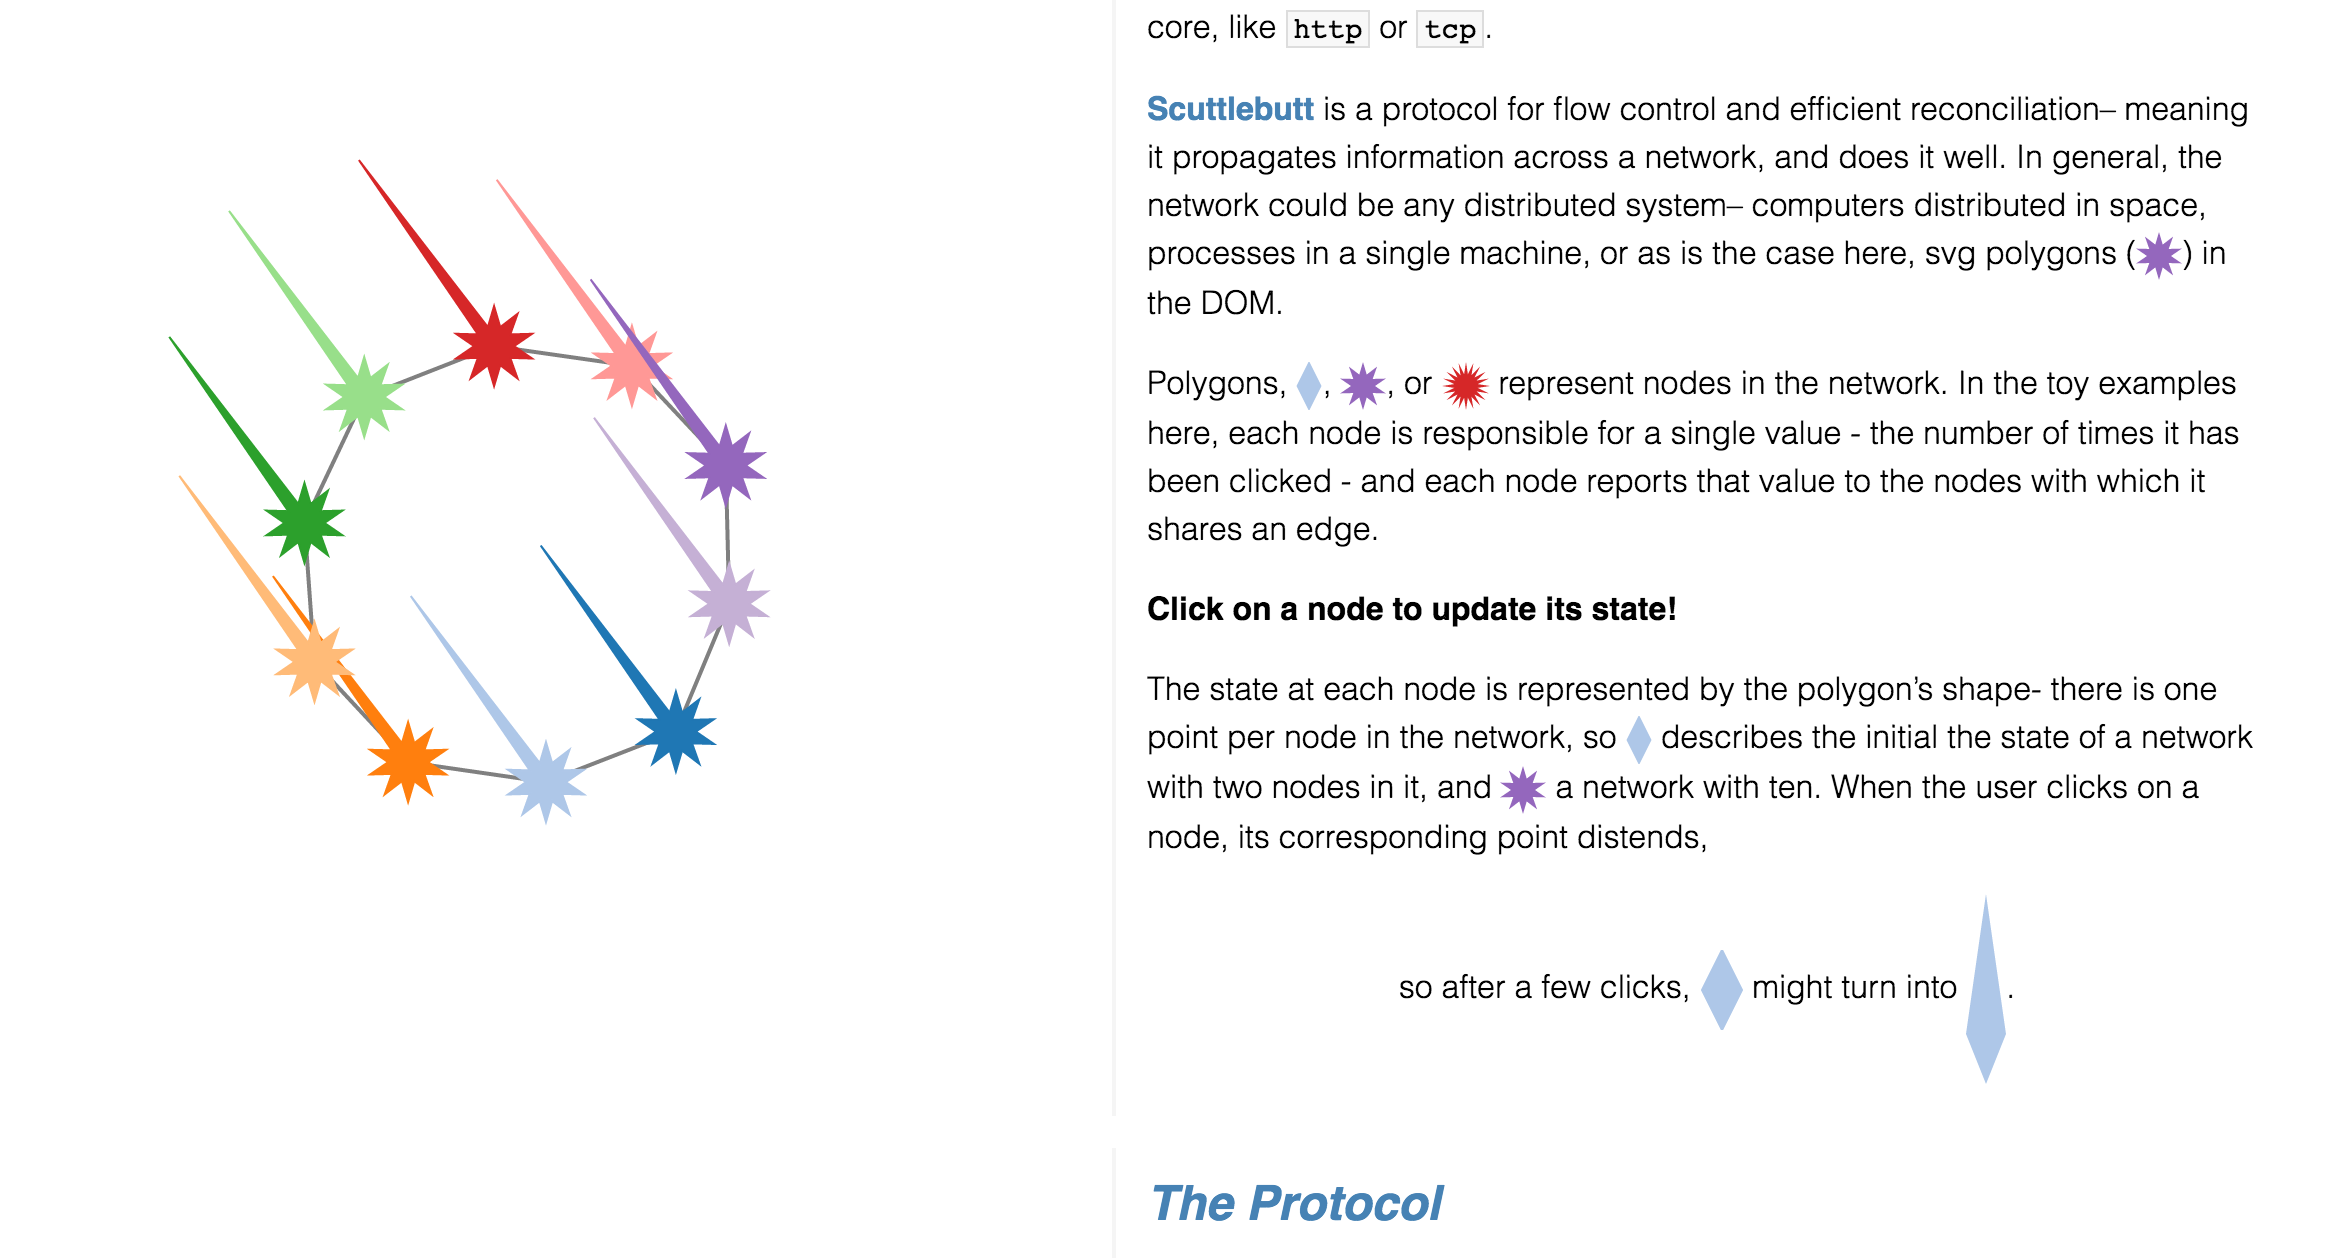 core, like http or tcp.
Scuttlebutt is a protocol for flow control and efficient reconciliation– meaning
it propagates information across a network, and does it well. In general, the
network could be any distributed system– computers distributed in space,
processes in a single machine, or as is the case here, svg polygons ( ) in
the DOM.
Polygons, , , or represent nodes in the network. In the toy examples
here, each node is responsible for a single value - the number of times it has
been clicked - and each node reports that value to the nodes with which it
shares an edge.
Click on a node to update its state!
The state at each node is represented by the polygon’s shape- there is one
point per node in the network, so describes the initial the state of a network
with two nodes in it, and a network with ten. When the user clicks on a
node, its corresponding point distends,
so after a few clicks, might turn into .
The Protocol